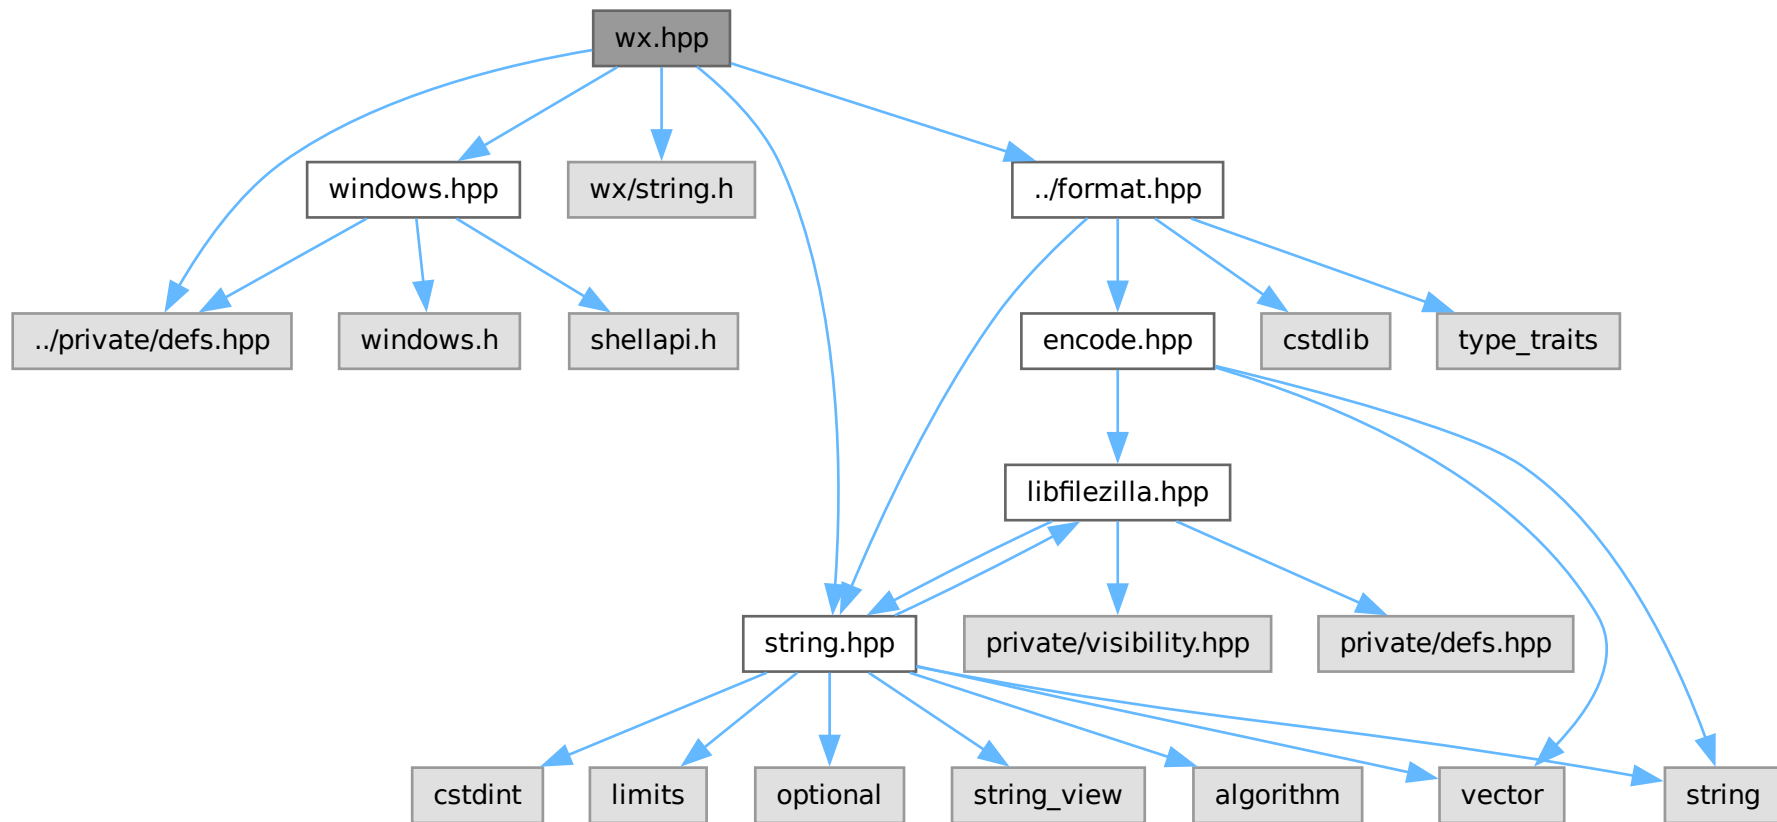 wx.hpp
windows.hpp
wx/string.h
../format.hpp
../private/defs.hpp
windows.h
shellapi.h
encode.hpp
cstdlib
type_traits
libfilezilla.hpp
string.hpp
private/visibility.hpp
private/defs.hpp
cstdint
limits
optional
string_view
algorithm
vector
string